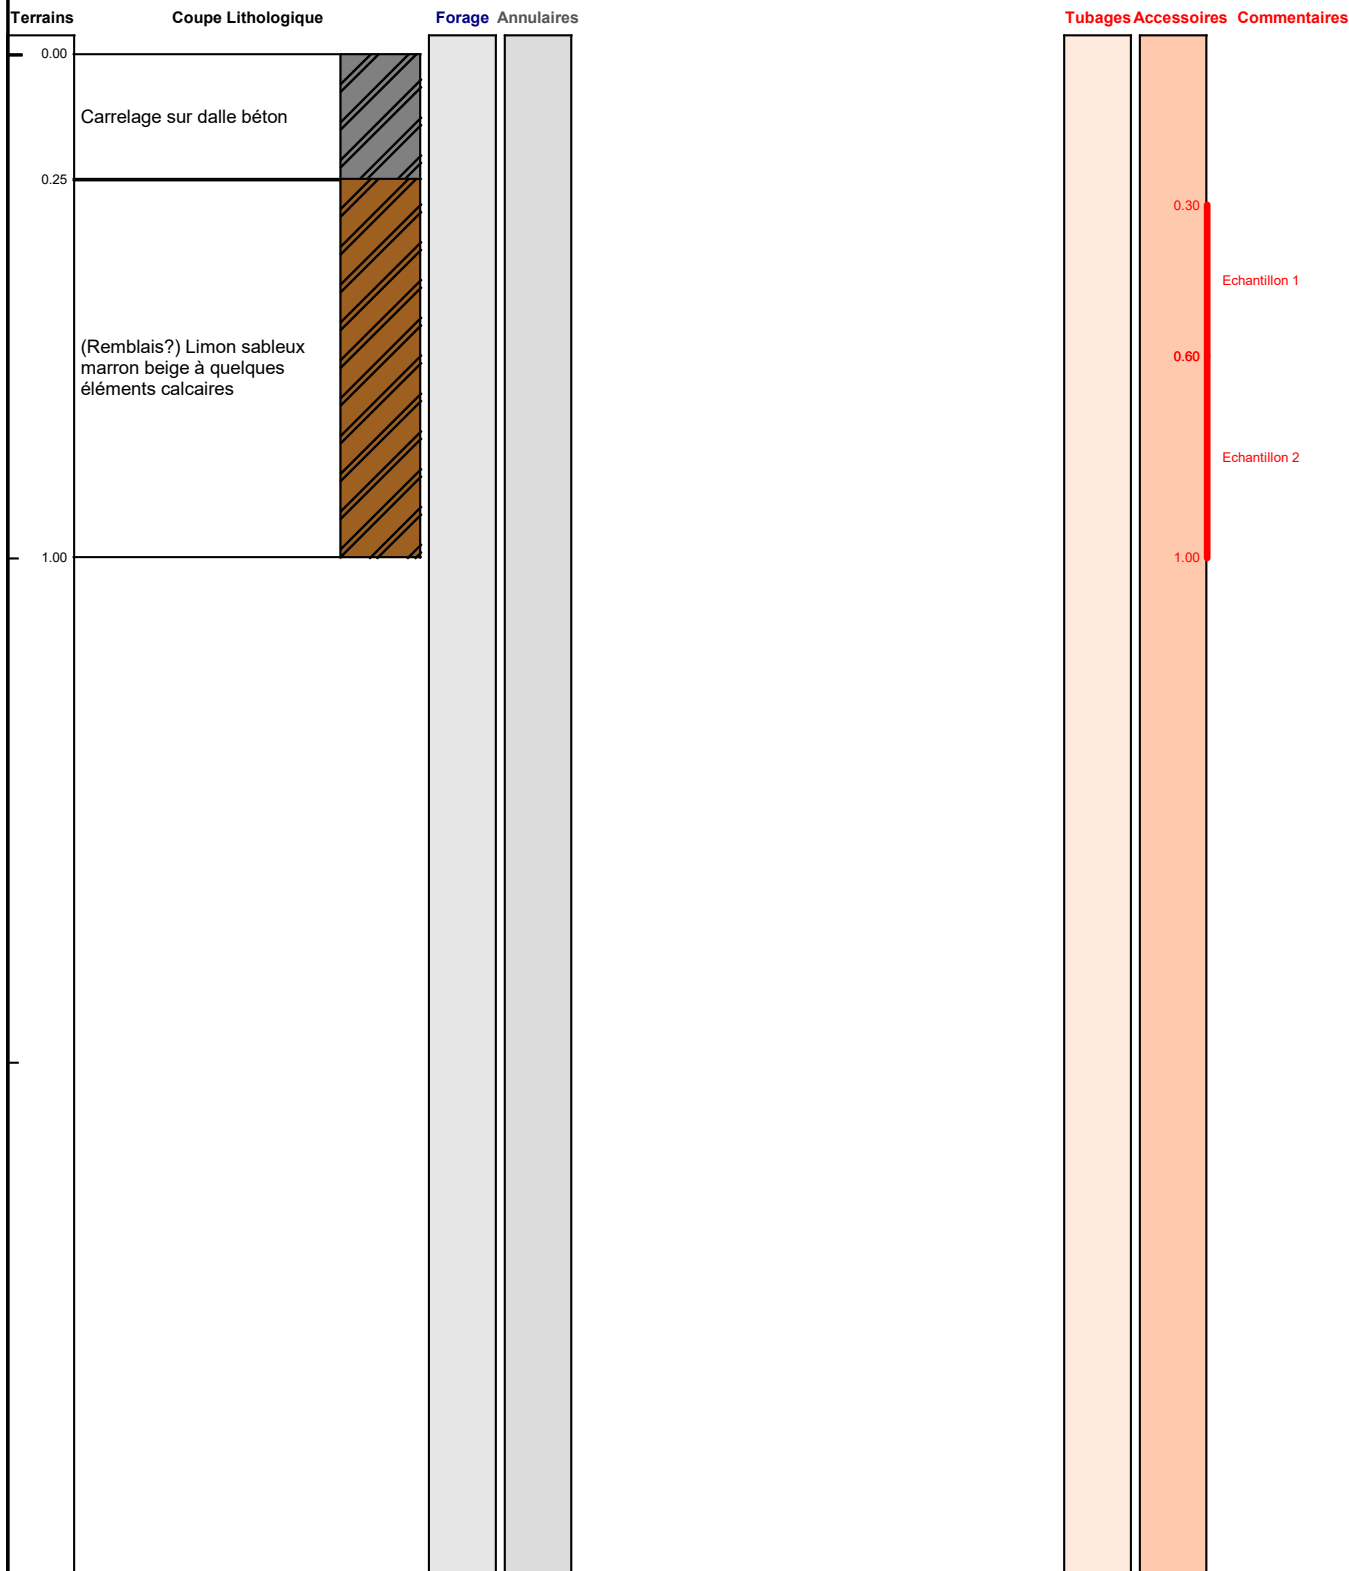 Terrains Coupe Lithologique Forage Annulaires Tubages Accessoires Commentaires
0.00
Carrelage sur dalle béton
0.25
0.30
Echantillon 1
(Remblais?) Limon sableux
marron beige à quelques
éléments calcaires
0.60
Echantillon 2
1.00
1.00